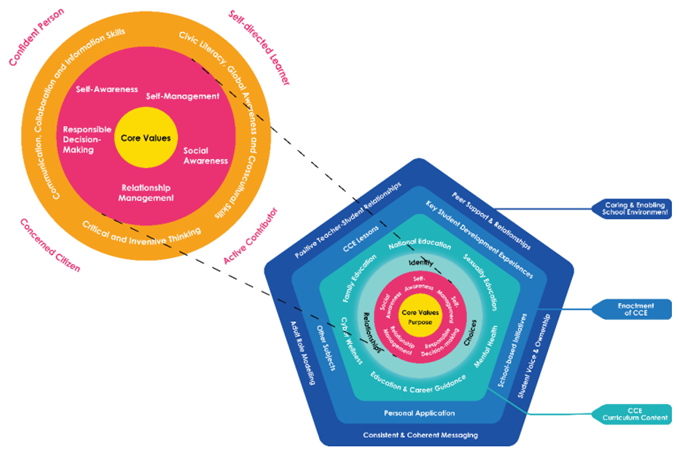 Confident Person
Self-directed Learner
Communication, Collaboration and Information Skills
Civic Literacy, Global Awareness and Crosscultural Skills
Self-Awareness
Self-Management
Responsible
Decision-
Making
Core Values
Social
Awareness
Relationship
Management
Critical and Inventive Thinking
Concerned Citizen
Active Contributor
Positive Teacher-Student Relationships
Peer Support & Relationships
CCE Lessons
Key Student Development Experiences
National Education
Family Education
Sexuality Education
Identity
Self-
Awareness
Social
Awareness
Self-
Management
Core Values
Purpose
Relationships
Choices
Relationship
Management
Responsible
Decision-making
Cyber Wellness
Mental Health
Education & Career Guidance
Other Subjects
School-based Initiatives
Adult Role Modelling
Student Voice & Ownership
Personal Application
Consistent & Coherent Messaging
Caring & Enabling
School Environment
Enactment
of CCE
CCE
Curriculum Content